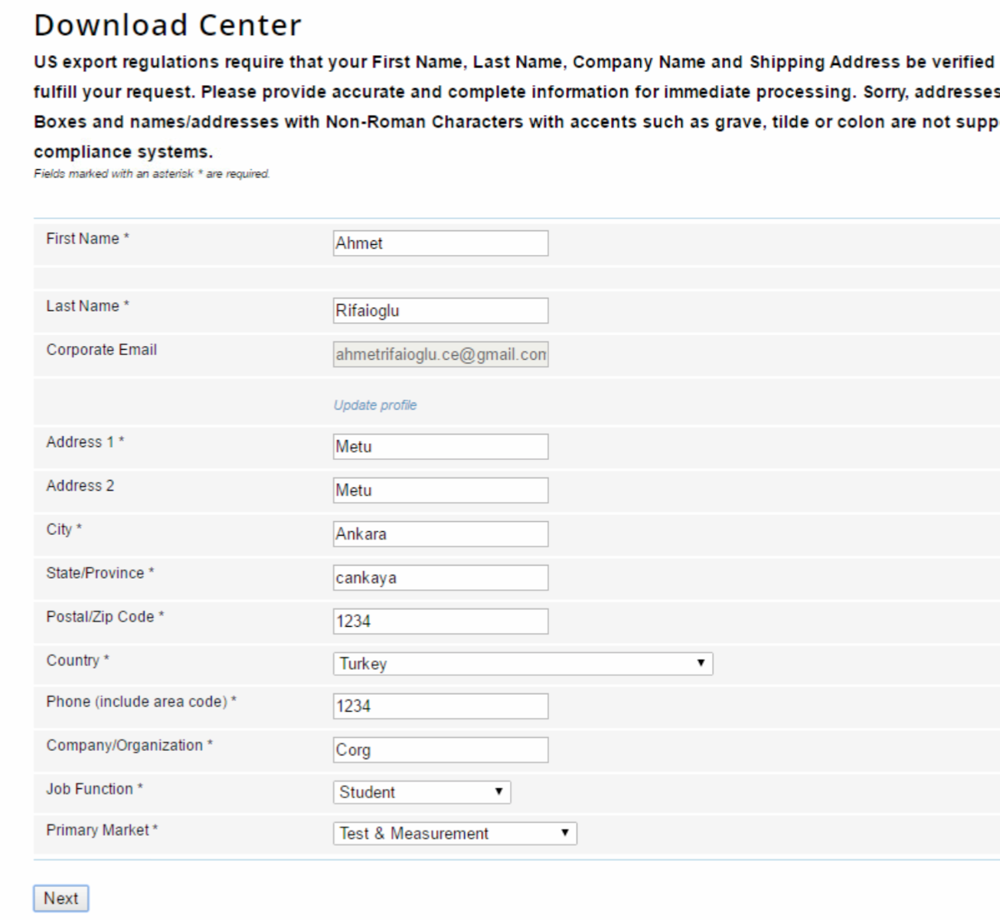 Download Center
US export regulations require that your First Name, Last Name, Company Name and Shipping Address be verified
fulfill your request. Please provide accurate and complete information for immediate processing. Sorry, addresses
Boxes and names/addresses with Non-Roman Characters with accents such as grave, tilde or colon are not supp
compliance systems.
Fields marked with an asterisk * are required.
First Name * Ahmet
Last Name * Rifaioglu
Corporate Email ahmetrifaioglu.ce@gmail.com
Update profile
Address 1 * Metu
Address 2 Metu
City * Ankara
State/Province * cankaya
Postal/Zip Code * 1234
Country * Turkey
Phone (include area code) * 1234
Company/Organization * Corg
Job Function * Student
Primary Market * Test & Measurement
Next